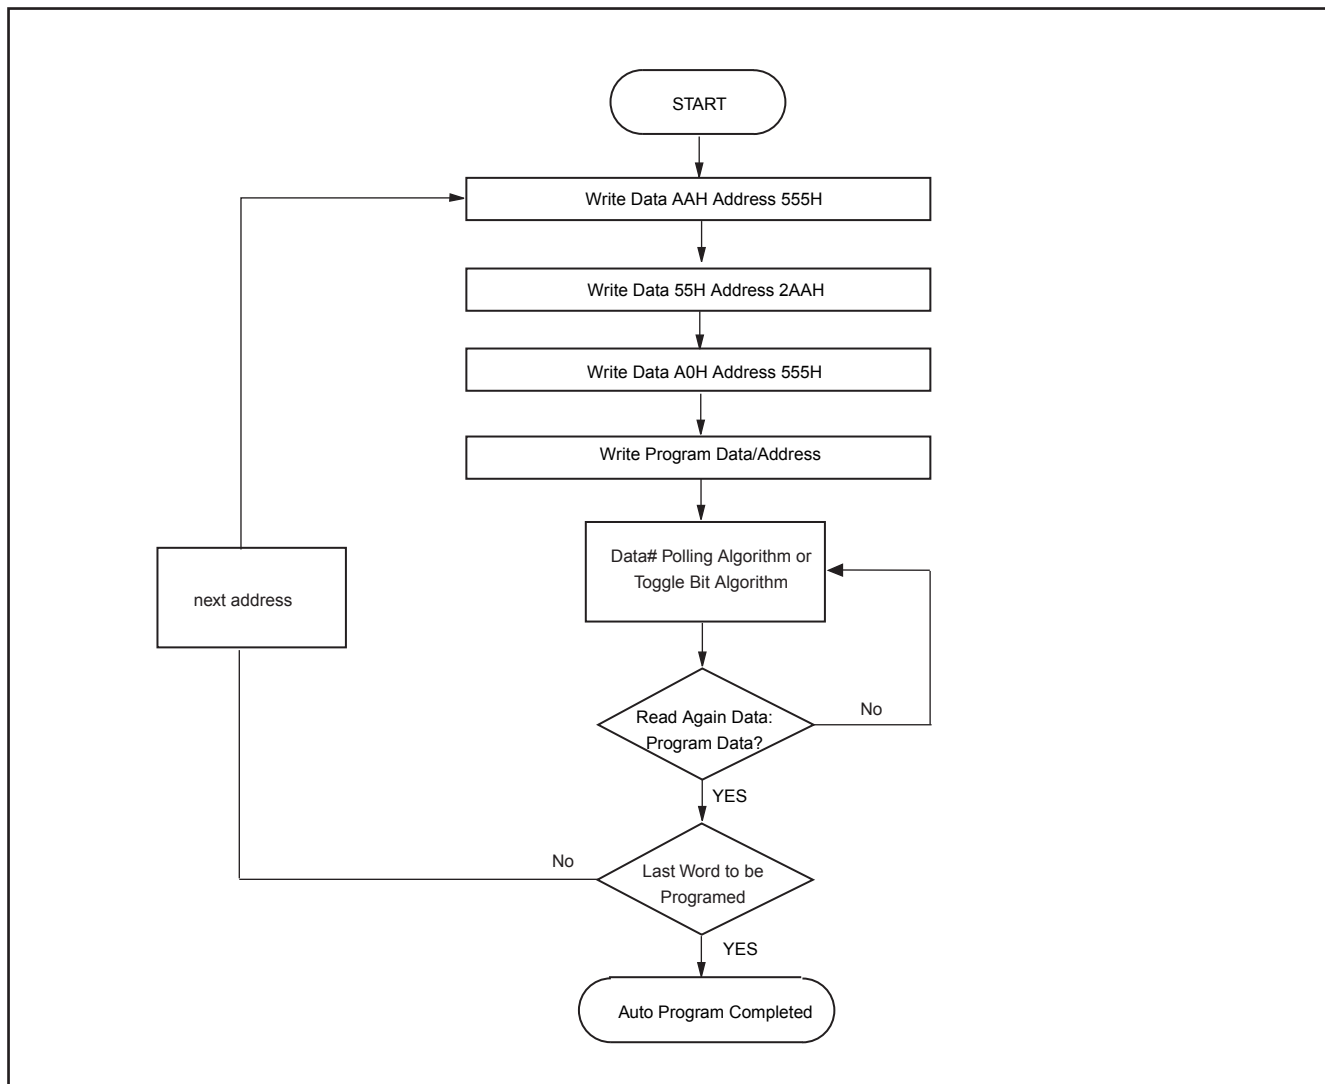 START
Write Data AAH Address 555H
Write Data 55H Address 2AAH
Write Data A0H Address 555H
Write Program Data/Address
Data# Polling Algorithm or
Toggle Bit Algorithm
next address
Read Again Data:
Program Data?
No
YES
No
Last Word to be
Programed
YES
Auto Program Completed